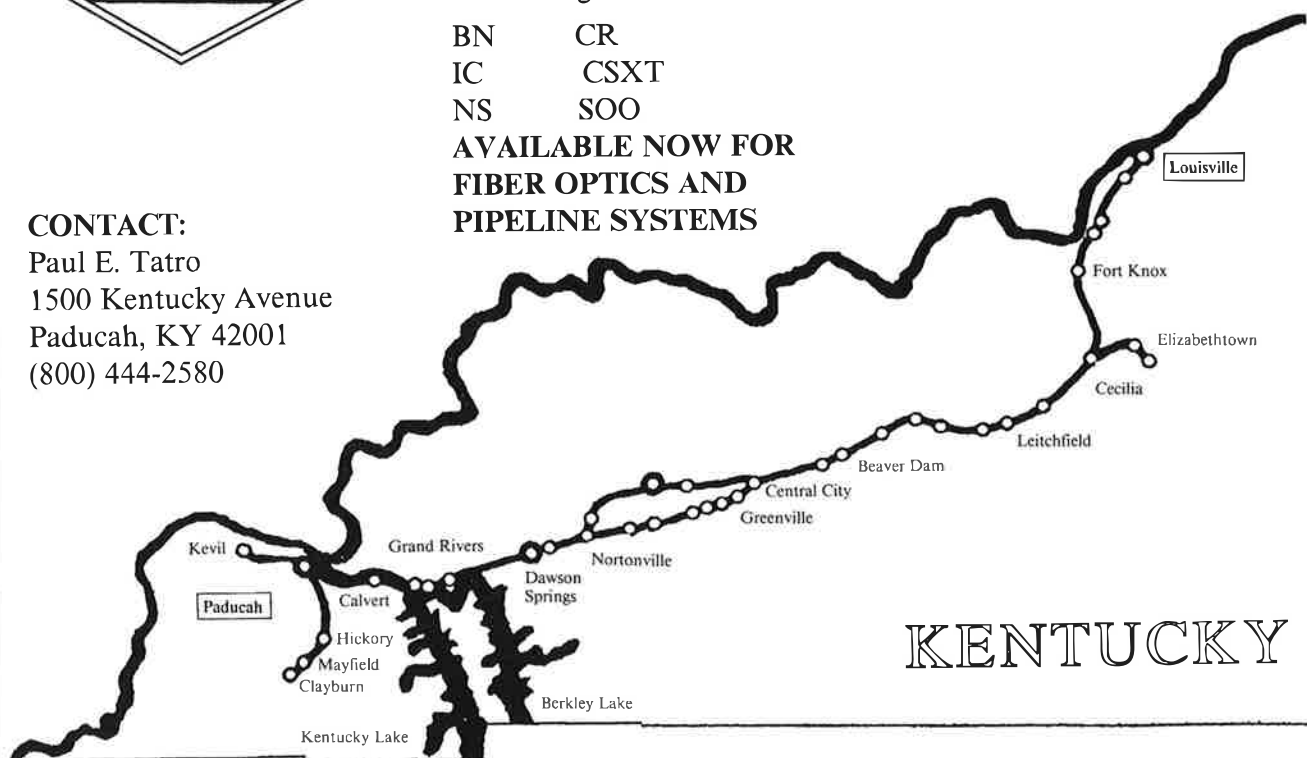 BN CR
IC CSXT
NS SOO
AVAILABLE NOW FOR
FIBER OPTICS AND
PIPELINE SYSTEMS
CONTACT:
Paul E. Tatro
1500 Kentucky Avenue
Paducah, KY 42001
(800) 444-2580
Louisville
Fort Knox
Elizabethtown
Cecilia
Leitchfield
Beaver Dam
Central City
Greenville
Nortonville
Dawson
Springs
Grand Rivers
Kevil
Calvert
Paducah
Hickory
Mayfield
Clayburn
KENTUCKY
Berkley Lake
Kentucky Lake